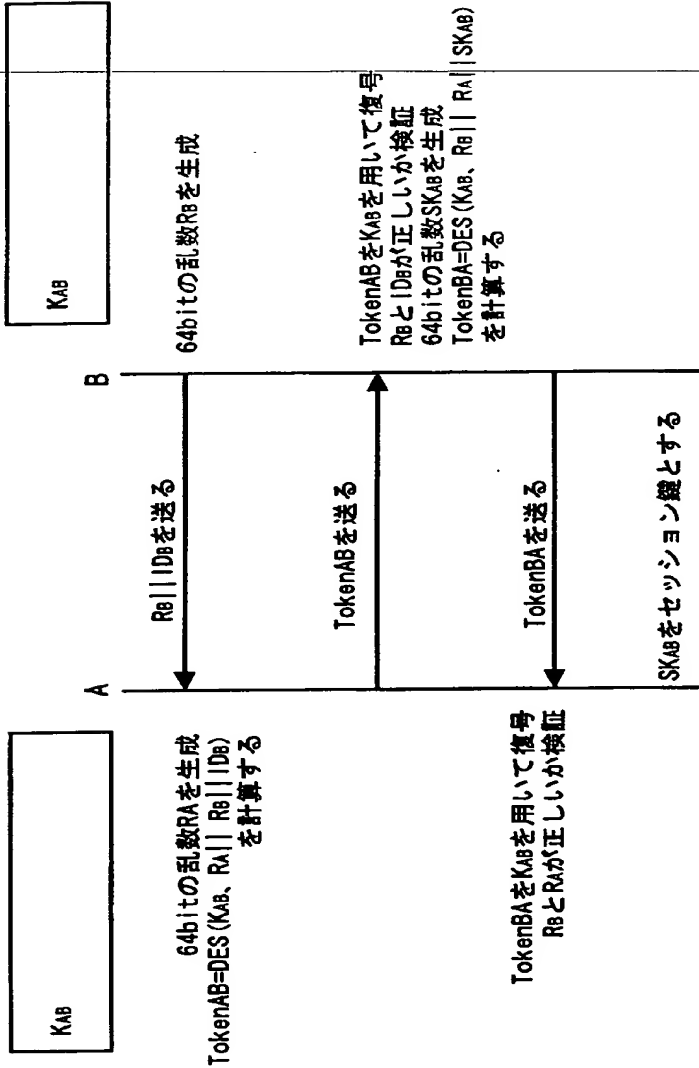 KAB
KAB
A
B
64bitの乱数RBを生成
RB||IDBを送る
64bitの乱数RAを生成
TokenAB=DES(KAB、RA|| RB||IDB)
を計算する
TokenABを送る
TokenABをKABを用いて復号
RBとIDBが正しいか検証
64bitの乱数SKABを生成
TokenBA=DES(KAB、RB|| RA||SKAB)
を計算する
TokenBAを送る
TokenBAをKABを用いて復号
RBとRAが正しいか検証
SKABをセッション鍵とする